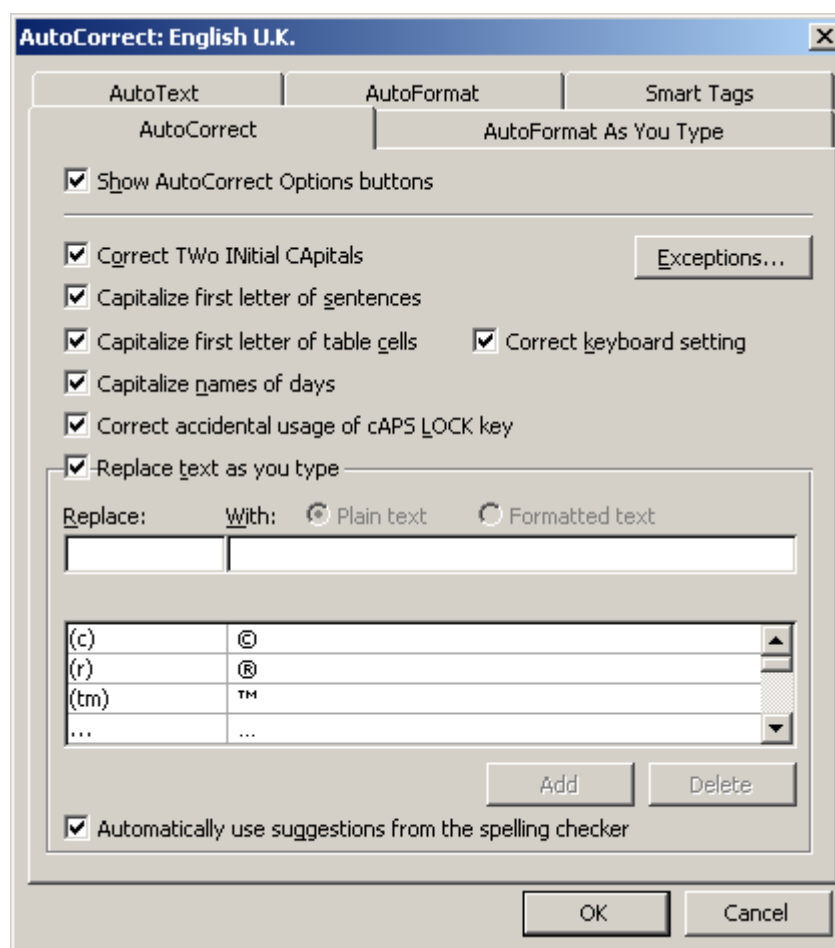 AutoCorrect: English U.K.
AutoText AutoFormat Smart Tags
AutoCorrect AutoFormat As You Type
Show AutoCorrect Options buttons
Correct TWo INitial CApitals Exceptions...
Capitalize first letter of sentences
Capitalize first letter of table cells Correct keyboard setting
Capitalize names of days
Correct accidental usage of cAPS LOCK key
Replace text as you type
Replace: With: Plain text Formatted text
(c) ©
(r) ®
(tm) ™
... …
Add Delete
Automatically use suggestions from the spelling checker
OK Cancel